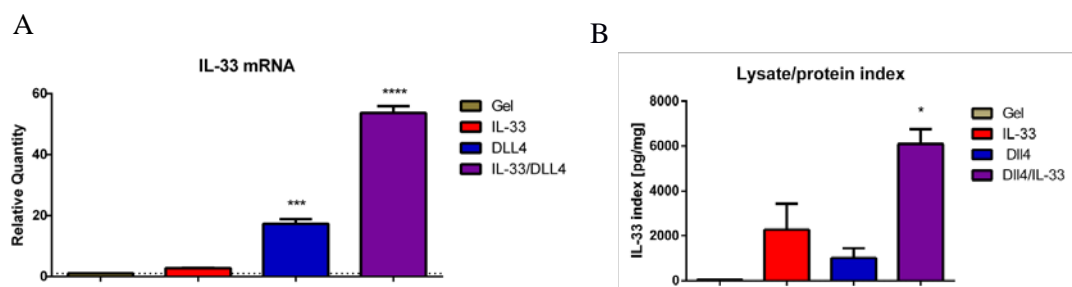 A
IL-33 mRNA
Relative Quantity
60
40
20
0
***
****
Gel
IL-33
DLL4
IL-33/DLL4
B
Lysate/protein index
IL-33 index [pg/mg]
8000
6000
4000
2000
0
*
Gel
IL-33
Dll4
Dll4/IL-33